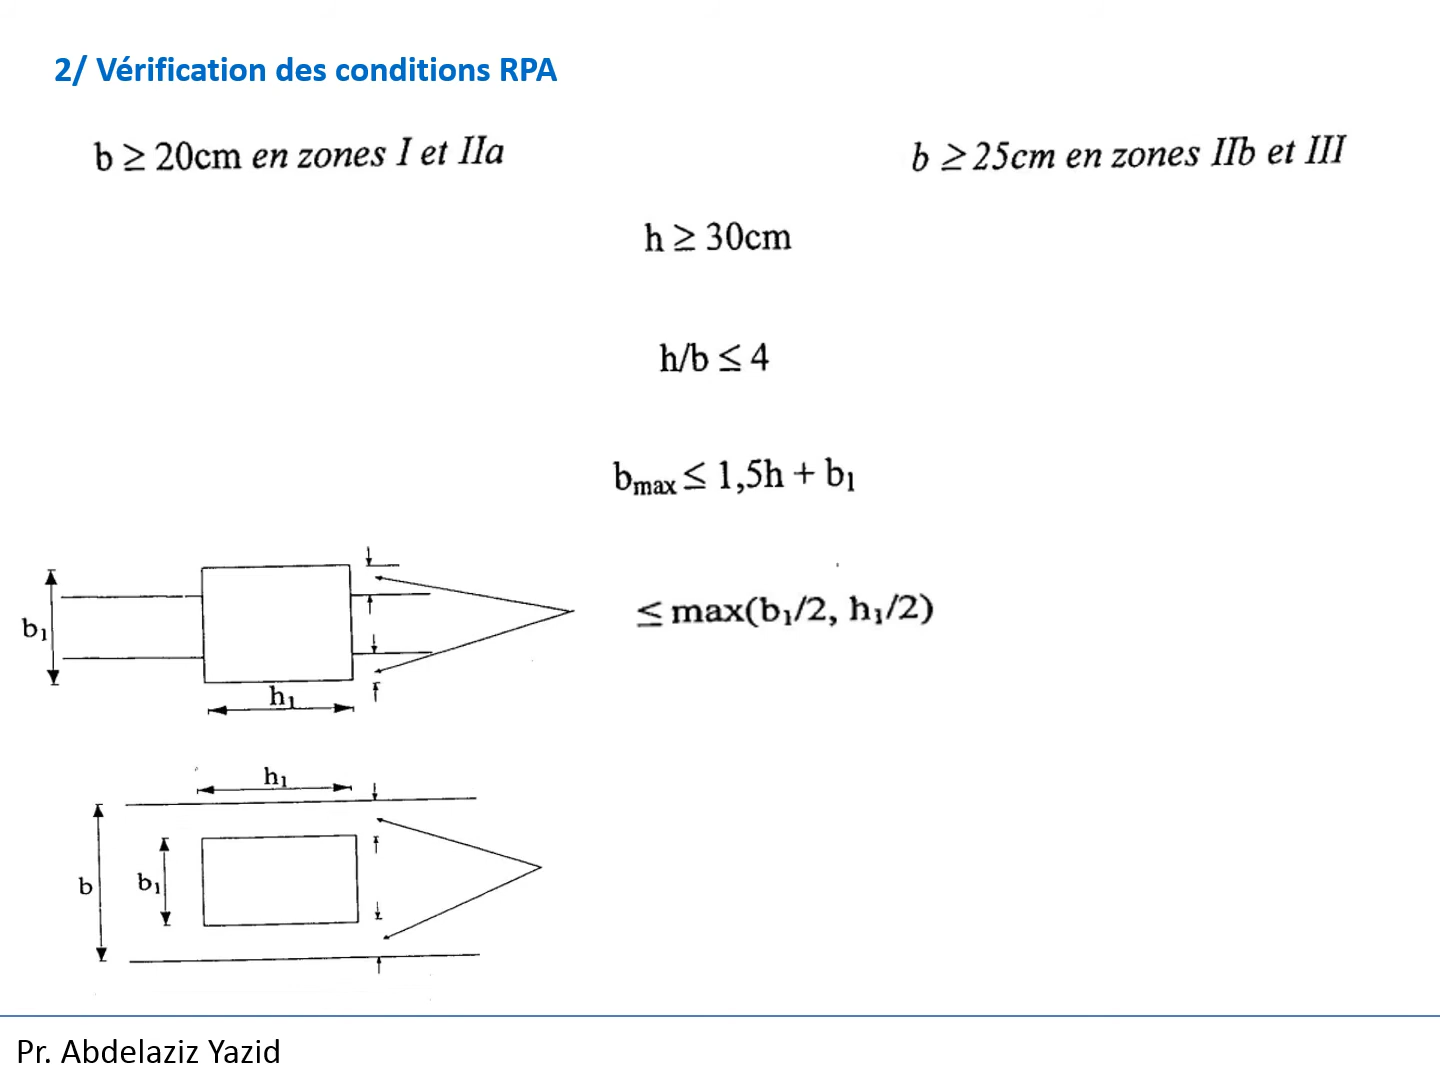 2/ Vérification des conditions RPA
b ≥ 20cm en zones I et IIa
b ≥ 25cm en zones IIb et III
h ≥ 30cm
h/b ≤ 4
bmax ≤ 1,5h + b1
≤ max(b1/2, h1/2)
b1
h1
h1
b
b1
Pr. Abdelaziz Yazid